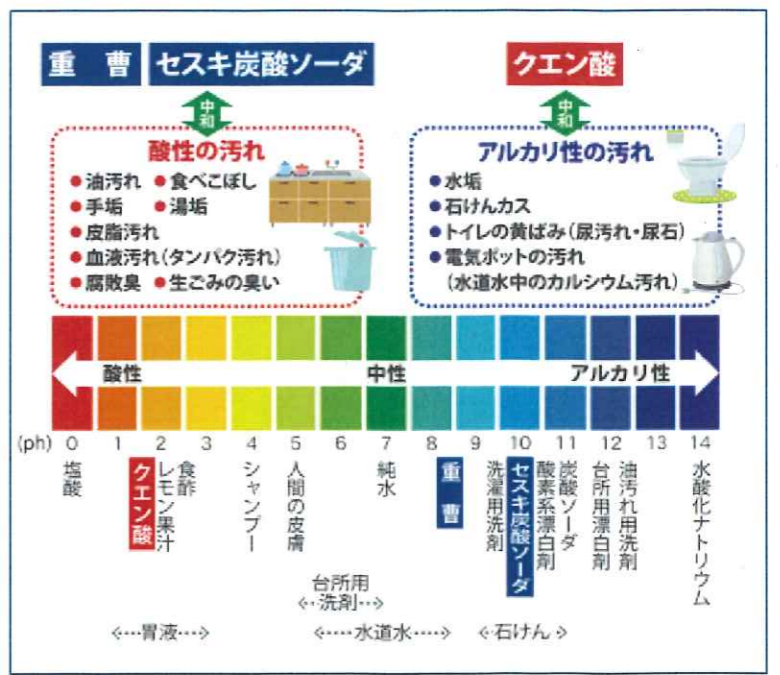 重曹 セスキ炭酸ソーダ クエン酸
中和 中和
酸性の汚れ
●油汚れ ●食べこぼし
●手垢 ●湯垢
●皮脂汚れ
●血液汚れ(タンパク汚れ)
●腐敗臭 ●生ごみの臭い
アルカリ性の汚れ
●水垢
●石けんカス
●トイレの黄ばみ(尿汚れ・尿石)
●電気ポットの汚れ
(水道水中のカルシウム汚れ)
酸性 中性 アルカリ性
(ph) 0 1 2 3 4 5 6 7 8 9 10 11 12 13 14
塩酸
クエン酸
レモン果汁
食酢
シャンプー
人間の皮膚
純水
重曹
洗濯用洗剤
セスキ炭酸ソーダ
酸素系漂白剤
炭酸ソーダ
台所用漂白剤
油汚れ用洗剤
水酸化ナトリウム
台所用
<‥洗剤‥>
<‥‥胃液‥‥> <‥‥水道水‥‥> <‥石けん‥>